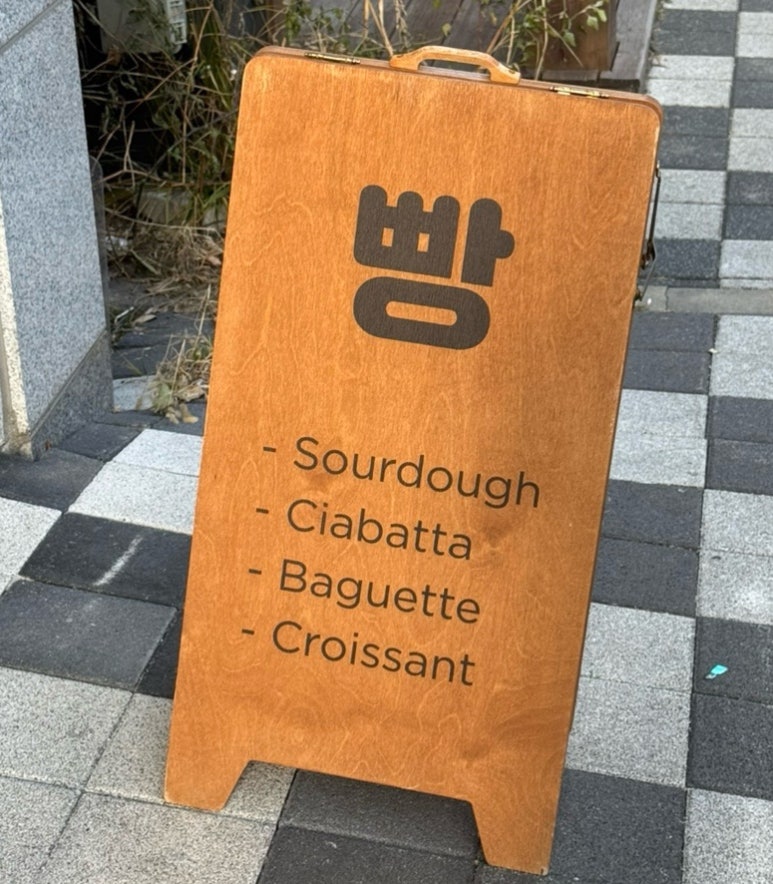 빵
- Sourdough
- Ciabatta
- Baguette
- Croissant